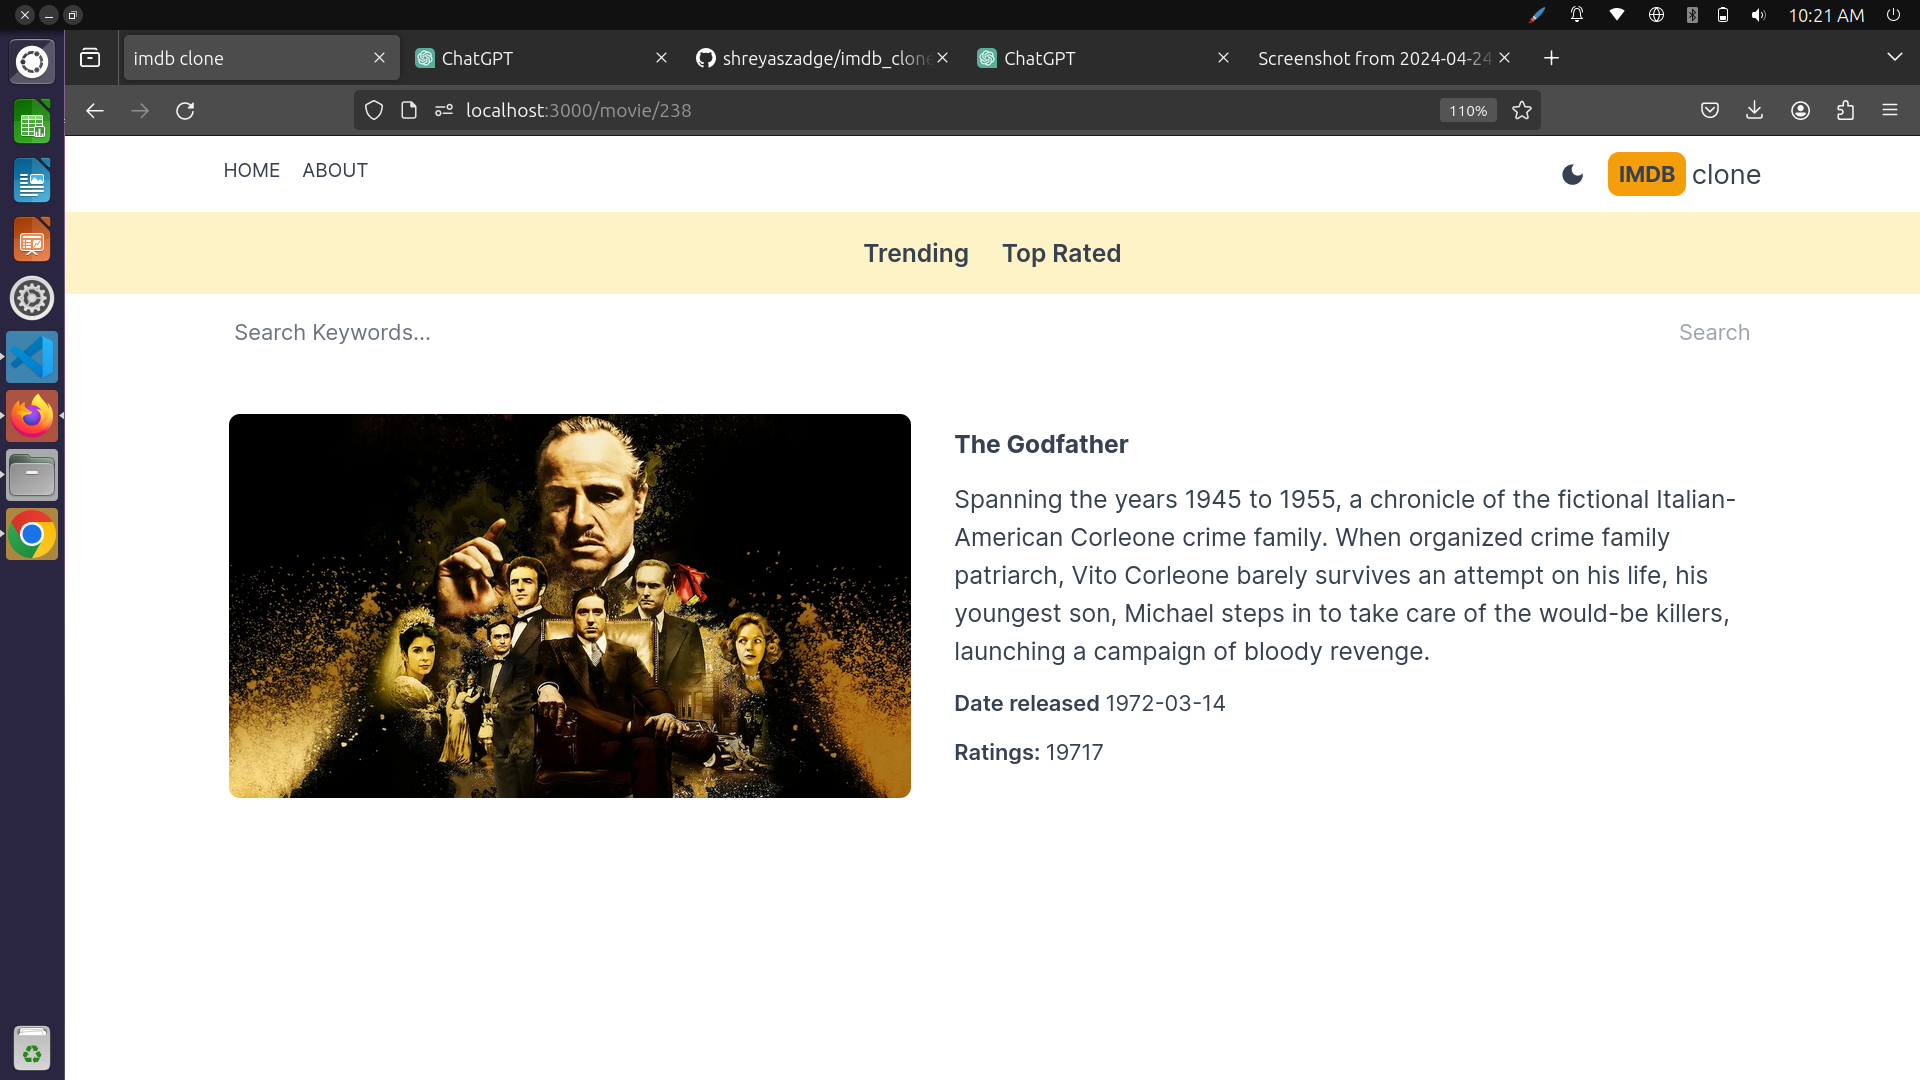 10:21 AM
imdb clone
ChatGPT
shreyaszadge/imdb_clone
ChatGPT
Screenshot from 2024-04-24
localhost:3000/movie/238
110%
HOME
ABOUT
IMDB clone
Trending
Top Rated
Search Keywords...
Search
The Godfather
Spanning the years 1945 to 1955, a chronicle of the fictional Italian-
American Corleone crime family. When organized crime family
patriarch, Vito Corleone barely survives an attempt on his life, his
youngest son, Michael steps in to take care of the would-be killers,
launching a campaign of bloody revenge.
Date released 1972-03-14
Ratings: 19717